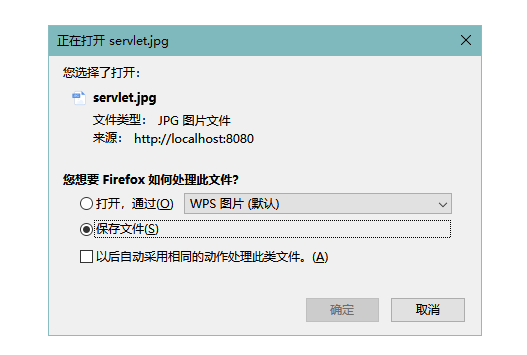 正在打开 servlet.jpg
您选择了打开：
servlet.jpg
文件类型： JPG 图片文件
来源： http://localhost:8080
您想要 Firefox 如何处理此文件?
打开，通过(O) WPS 图片 (默认)
保存文件(S)
以后自动采用相同的动作处理此类文件。(A)
确定 取消